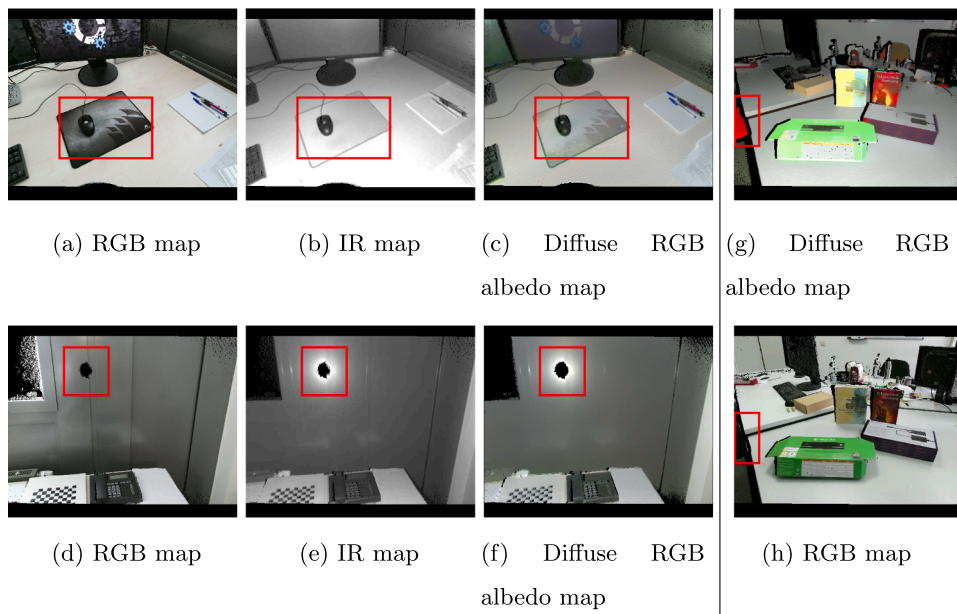 (a) RGB map
(b) IR map
(c) Diffuse RGB
albedo map
(g) Diffuse RGB
albedo map
(d) RGB map
(e) IR map
(f) Diffuse RGB
albedo map
(h) RGB map